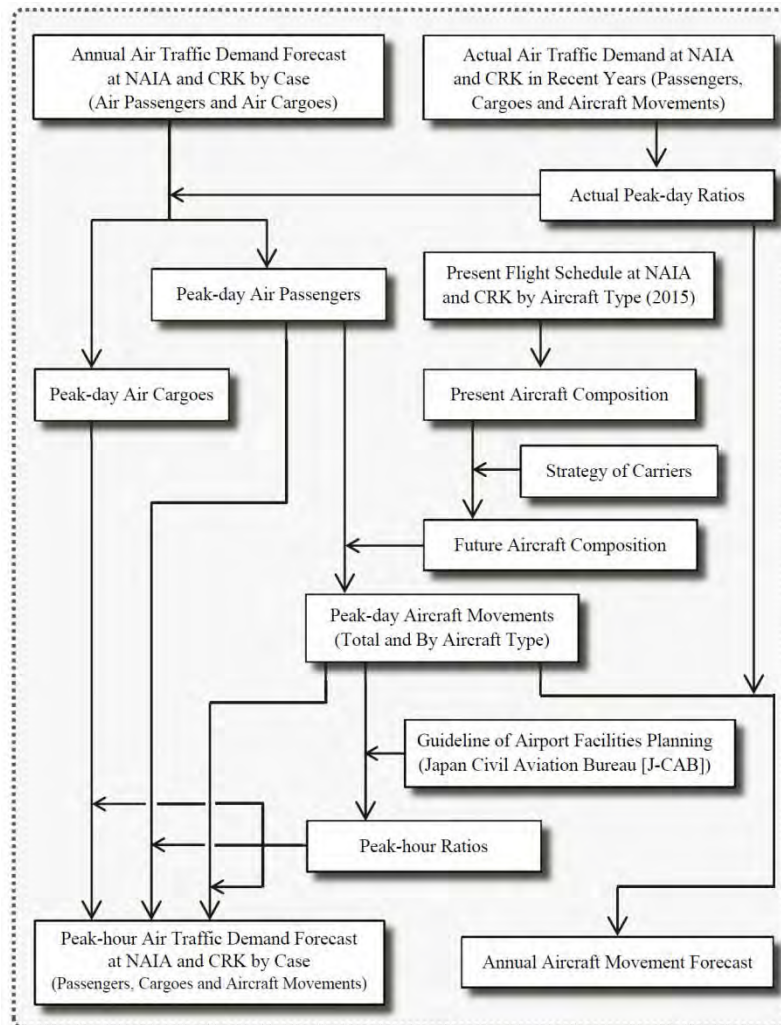 Annual Air Traffic Demand Forecast
at NAIA and CRK by Case
(Air Passengers and Air Cargoes)
Actual Air Traffic Demand at NAIA
and CRK in Recent Years (Passengers,
Cargoes and Aircraft Movements)
Actual Peak-day Ratios
Peak-day Air Passengers
Present Flight Schedule at NAIA
and CRK by Aircraft Type (2015)
Peak-day Air Cargoes
Present Aircraft Composition
Strategy of Carriers
Future Aircraft Composition
Peak-day Aircraft Movements
(Total and By Aircraft Type)
Guideline of Airport Facilities Planning
(Japan Civil Aviation Bureau [J-CAB])
Peak-hour Ratios
Peak-hour Air Traffic Demand Forecast
at NAIA and CRK by Case
(Passengers, Cargoes and Aircraft Movements)
Annual Aircraft Movement Forecast